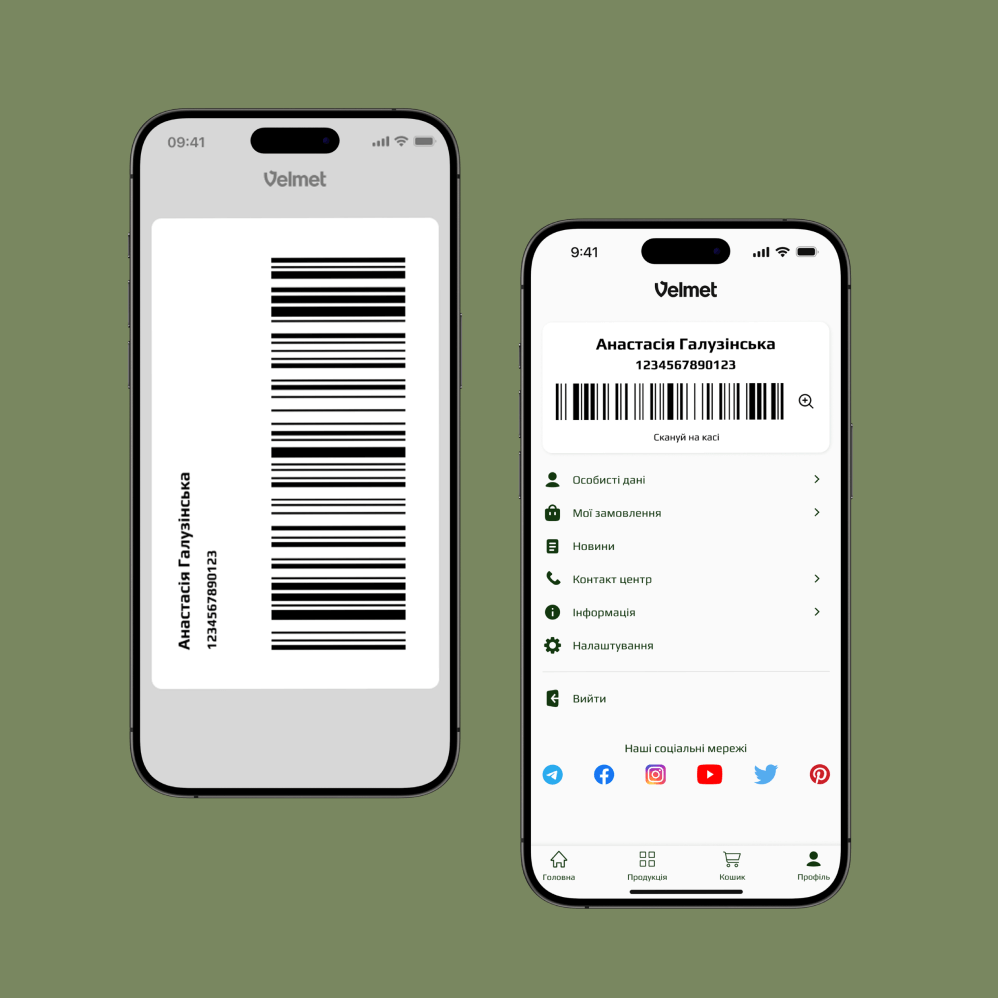 09:41
Velmet
Анастасія Галузінська
1234567890123
9:41
Velmet
Анастасія Галузінська
1234567890123
Скануй на касі
Особисті дані
Мої замовлення
Новини
Контакт центр
Інформація
Налаштування
Вийти
Наші соціальні мережі
Головна
Продукція
Кошик
Профіль